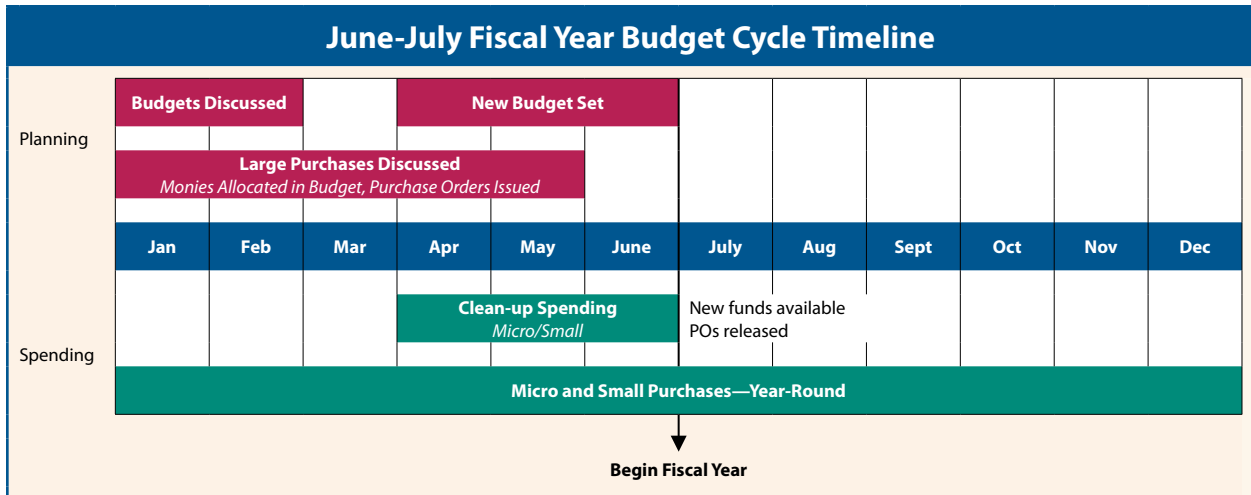 June-July Fiscal Year Budget Cycle Timeline
Budgets Discussed
New Budget Set
Planning
Large Purchases Discussed
Monies Allocated in Budget, Purchase Orders Issued
Jan Feb Mar Apr May June July Aug Sept Oct Nov Dec
Clean-up Spending
Micro/Small
New funds available
POs released
Spending
Micro and Small Purchases—Year-Round
Begin Fiscal Year